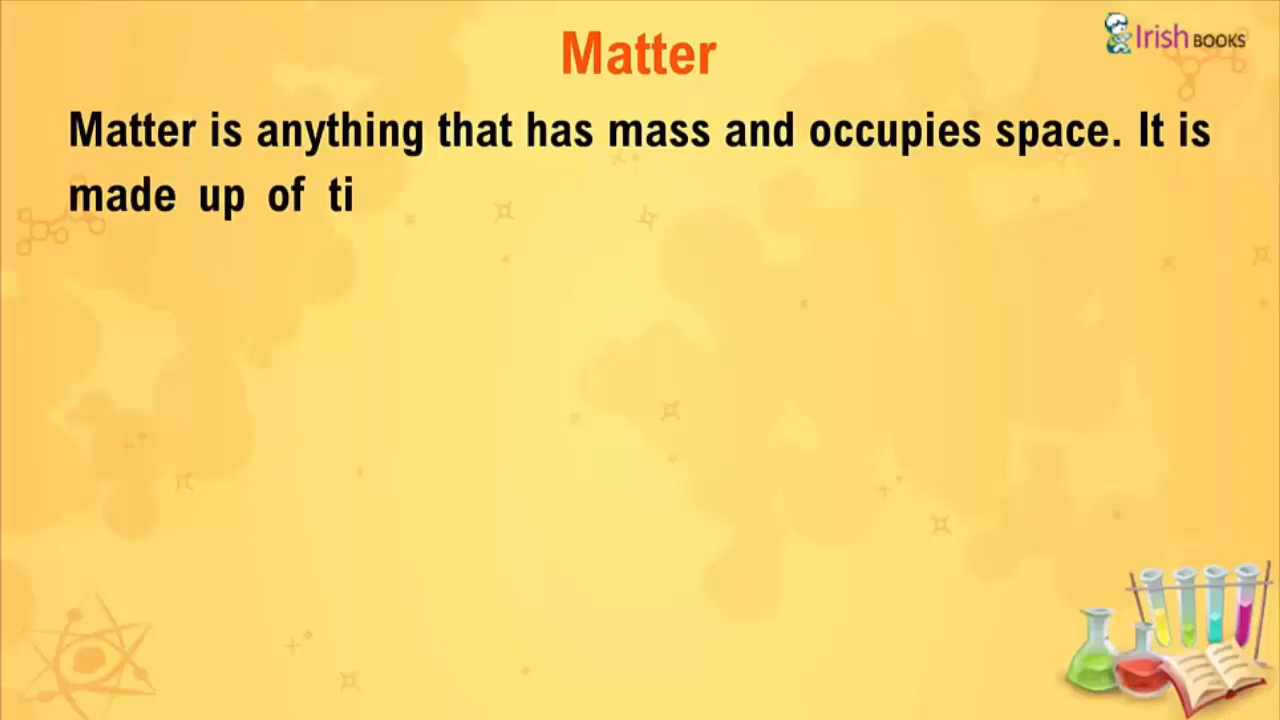 Irish BOOKS
Matter
Matter is anything that has mass and occupies space. It is
made up of ti